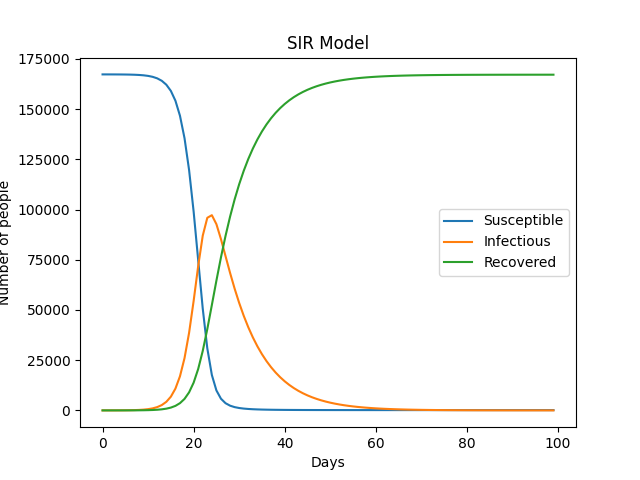 SIR Model
175000
150000
125000
100000
75000
50000
25000
0
Number of people
Susceptible
Infectious
Recovered
0 20 40 60 80 100
Days